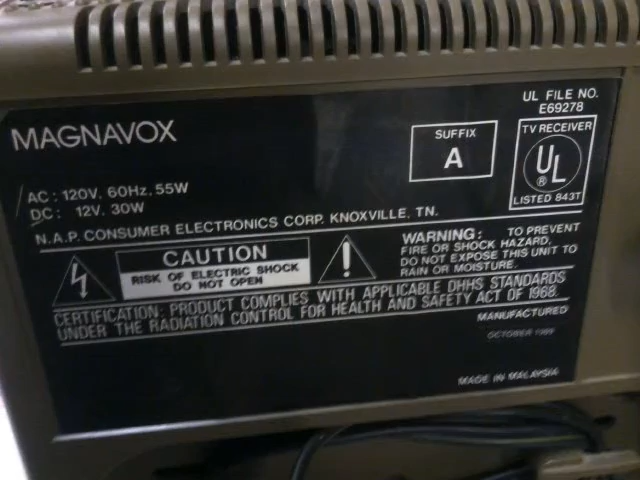 MAGNAVOX
AC: 120V, 60Hz, 55W
DC: 12V, 30W
N.A.P. CONSUMER ELECTRONICS CORP. KNOXVILLE, TN.
SUFFIX
A
UL FILE NO.
E69278
TV RECEIVER
UL
®
LISTED 843T
CAUTION
RISK OF ELECTRIC SHOCK
DO NOT OPEN
WARNING: TO PREVENT
FIRE OR SHOCK HAZARD,
DO NOT EXPOSE THIS UNIT TO
RAIN OR MOISTURE.
CERTIFICATION: PRODUCT COMPLIES WITH APPLICABLE DHHS STANDARDS
UNDER THE RADIATION CONTROL FOR HEALTH AND SAFETY ACT OF 1968.
MANUFACTURED
OCTOBER 1989
MADE IN MALAYSIA